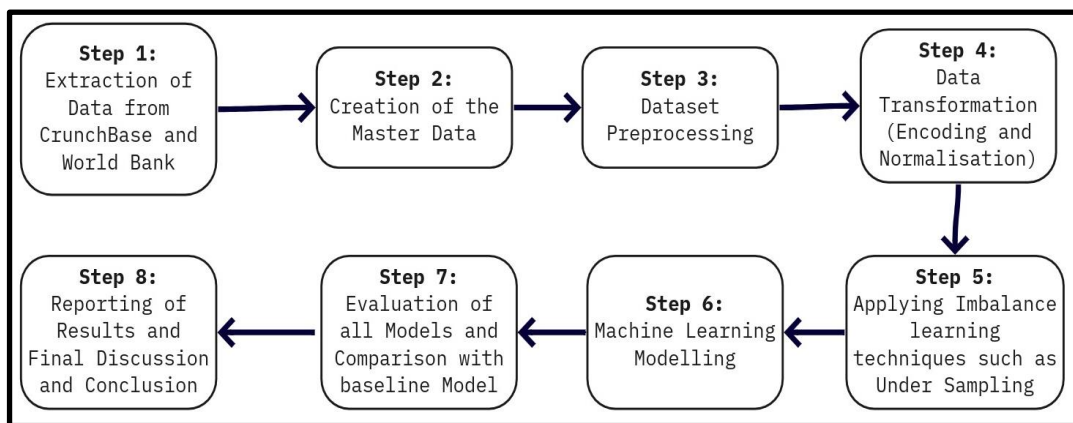 Step 1:
Extraction of
Data from
CrunchBase and
World Bank
Step 2:
Creation of the
Master Data
Step 3:
Dataset
Preprocessing
Step 4:
Data
Transformation
(Encoding and
Normalisation)
Step 5:
Applying Imbalance
learning
techniques such as
Under Sampling
Step 6:
Machine Learning
Modelling
Step 7:
Evaluation of
all Models and
Comparison with
baseline Model
Step 8:
Reporting of
Results and
Final Discussion
and Conclusion